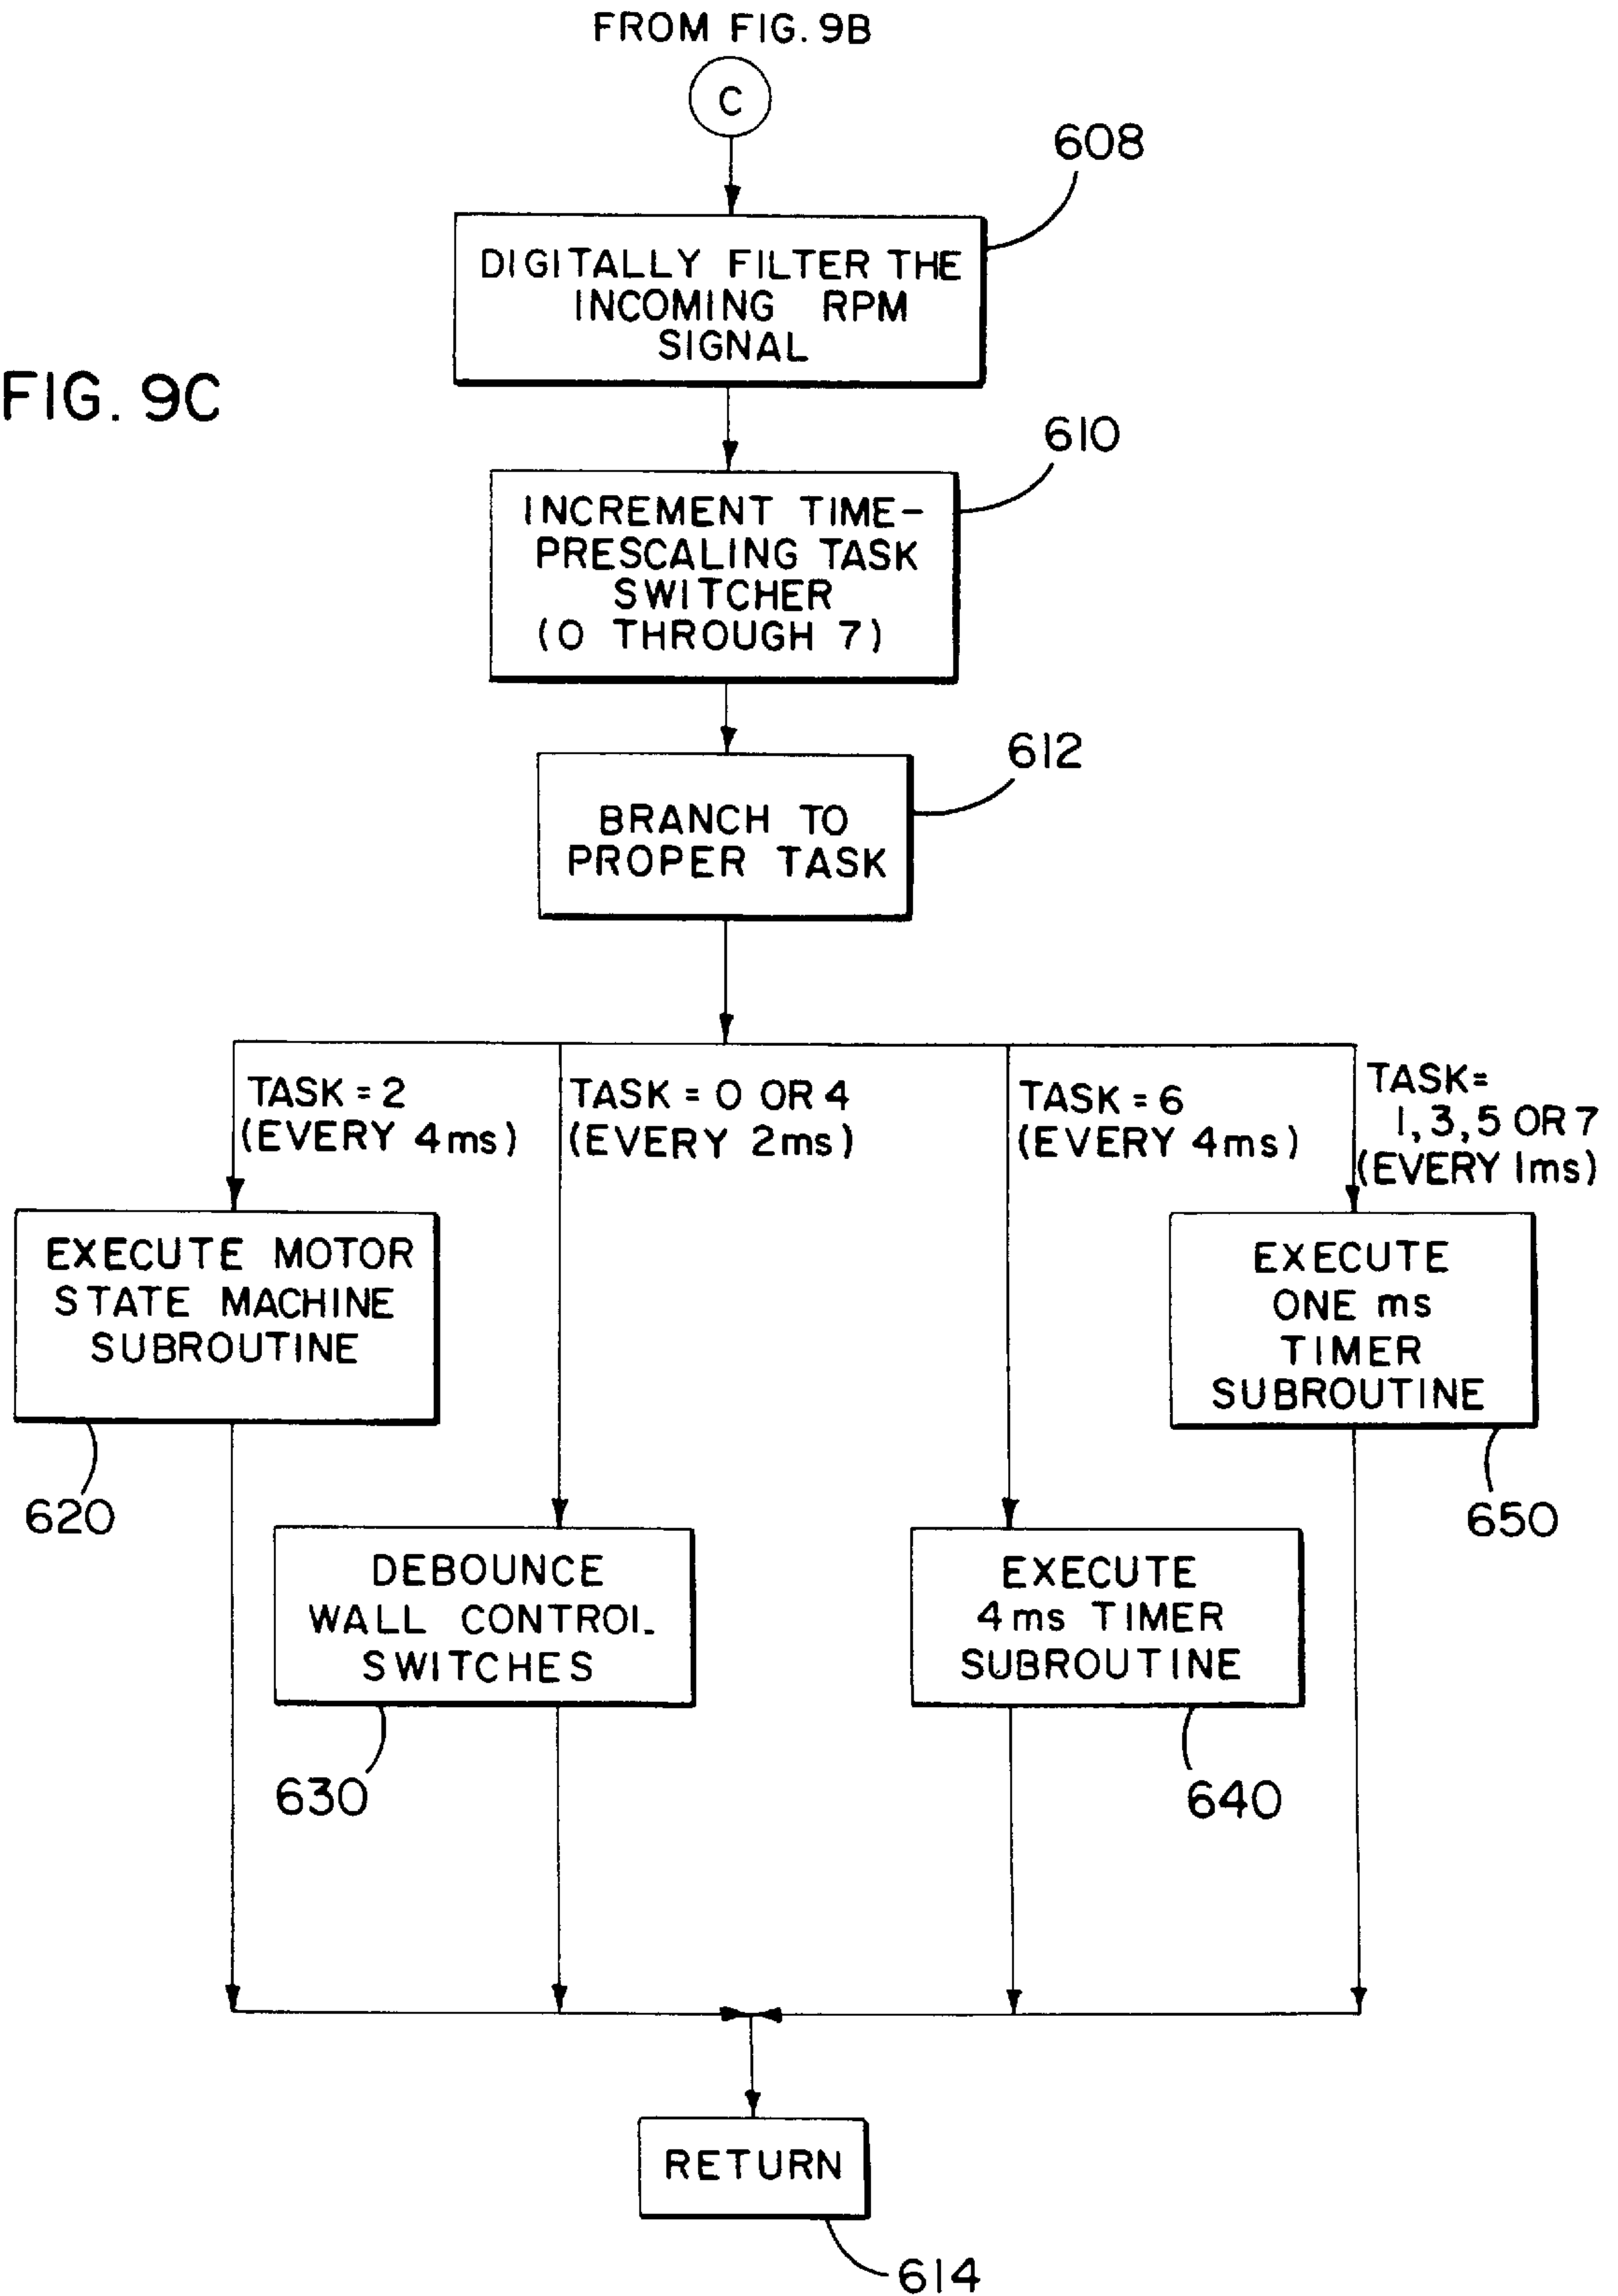 FROM FIG. 9B
C
608
DIGITALLY FILTER THE
INCOMING RPM
SIGNAL
FIG. 9C
610
INCREMENT TIME-
PRESCALING TASK
SWITCHER
(0 THROUGH 7)
612
BRANCH TO
PROPER TASK
TASK = 2
(EVERY 4ms)
TASK = 0 OR 4
(EVERY 2ms)
TASK = 6
(EVERY 4ms)
TASK=
1,3,5 OR 7
(EVERY 1ms)
EXECUTE MOTOR
STATE MACHINE
SUBROUTINE
620
EXECUTE
ONE ms
TIMER
SUBROUTINE
650
DEBOUNCE
WALL CONTROL
SWITCHES
630
EXECUTE
4ms TIMER
SUBROUTINE
640
RETURN
614